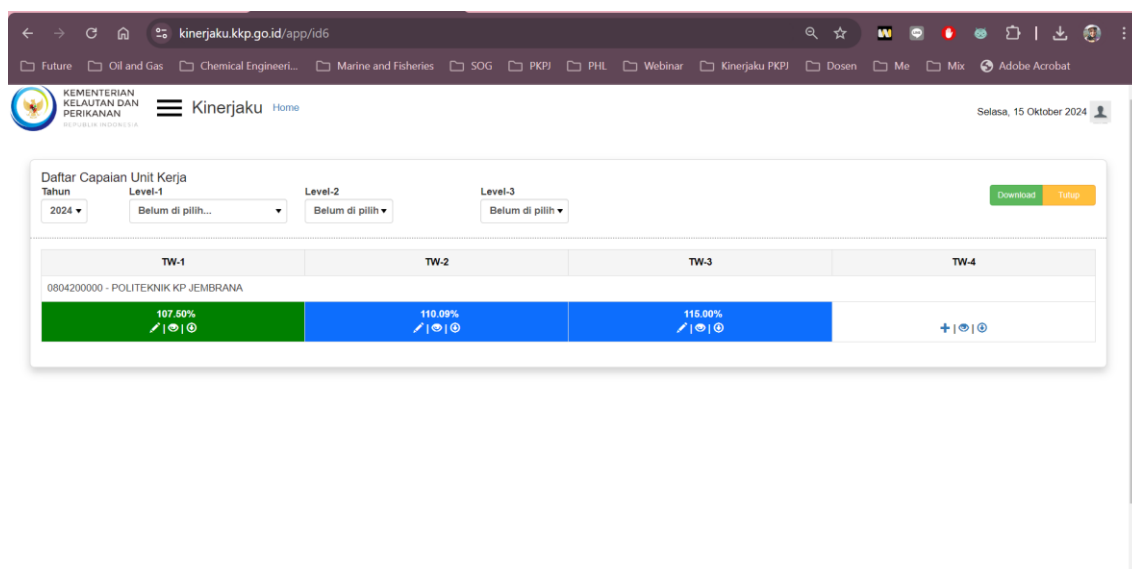 kinerjaku.kkp.go.id/app/id6
Future Oil and Gas Chemical Engineeri... Marine and Fisheries SOG PKPJ PHL Webinar Kinerjaku PKPJ Dosen Me Mix Adobe Acrobat
KEMENTERIAN
KELAUTAN DAN
PERIKANAN
REPUBLIK INDONESIA
Kinerjaku Home
Selasa, 15 Oktober 2024
Daftar Capaian Unit Kerja
Tahun Level-1 Level-2 Level-3
2024 Belum di pilih... Belum di pilih Belum di pilih
Download Tutup
TW-1 TW-2 TW-3 TW-4
0804200000 - POLITEKNIK KP JEMBRANA
107.50% 110.09% 115.00%
| | | | | | | |